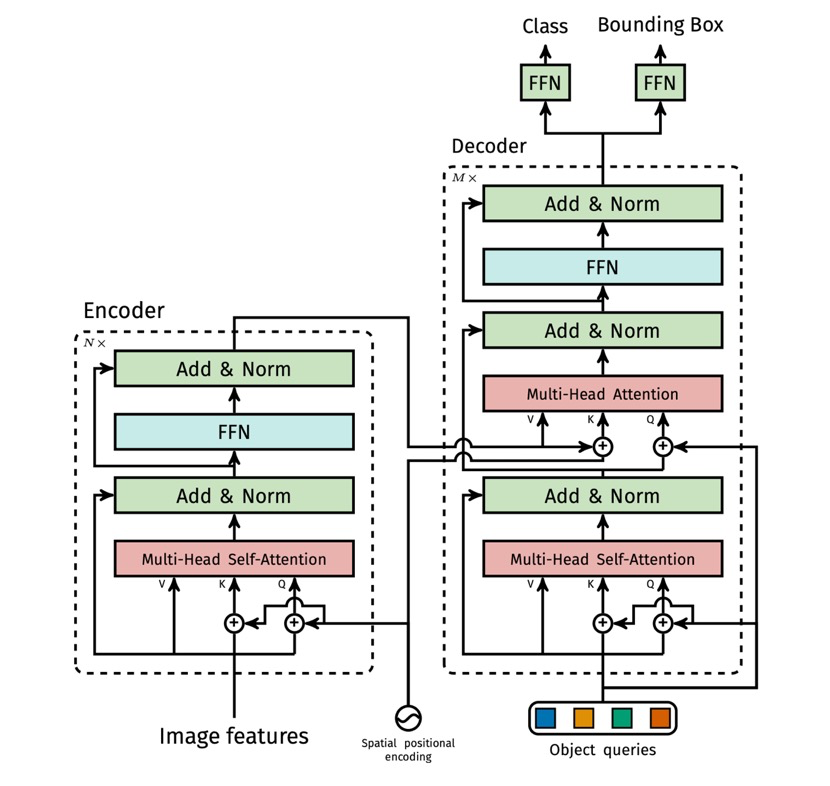 Class
Bounding Box
FFN
FFN
Decoder
M ×
Add & Norm
FFN
Add & Norm
Multi-Head Attention
V
K
Q
Add & Norm
Multi-Head Self-Attention
V
K
Q
Object queries
Encoder
N ×
Add & Norm
FFN
Add & Norm
Multi-Head Self-Attention
V
K
Q
Image features
Spatial positional
encoding